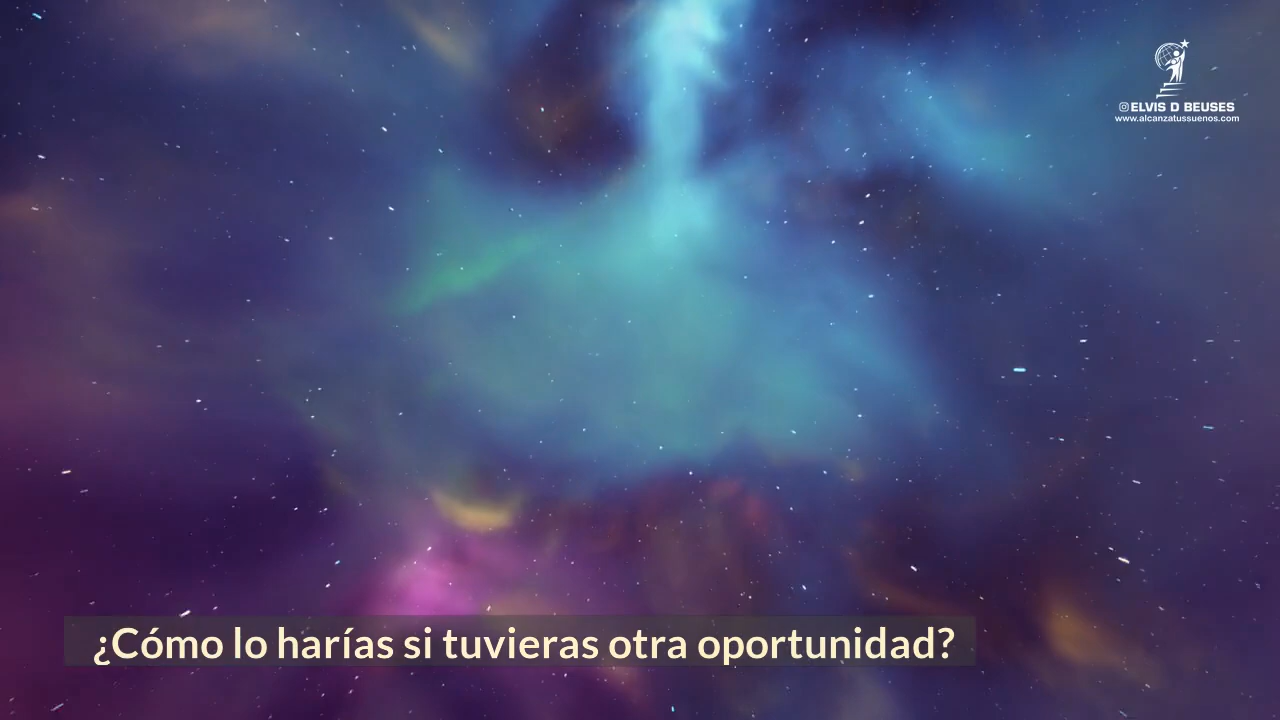 @ELVIS D BEUSES
www.alcanzatussuenos.com
¿Cómo lo harías si tuvieras otra oportunidad?